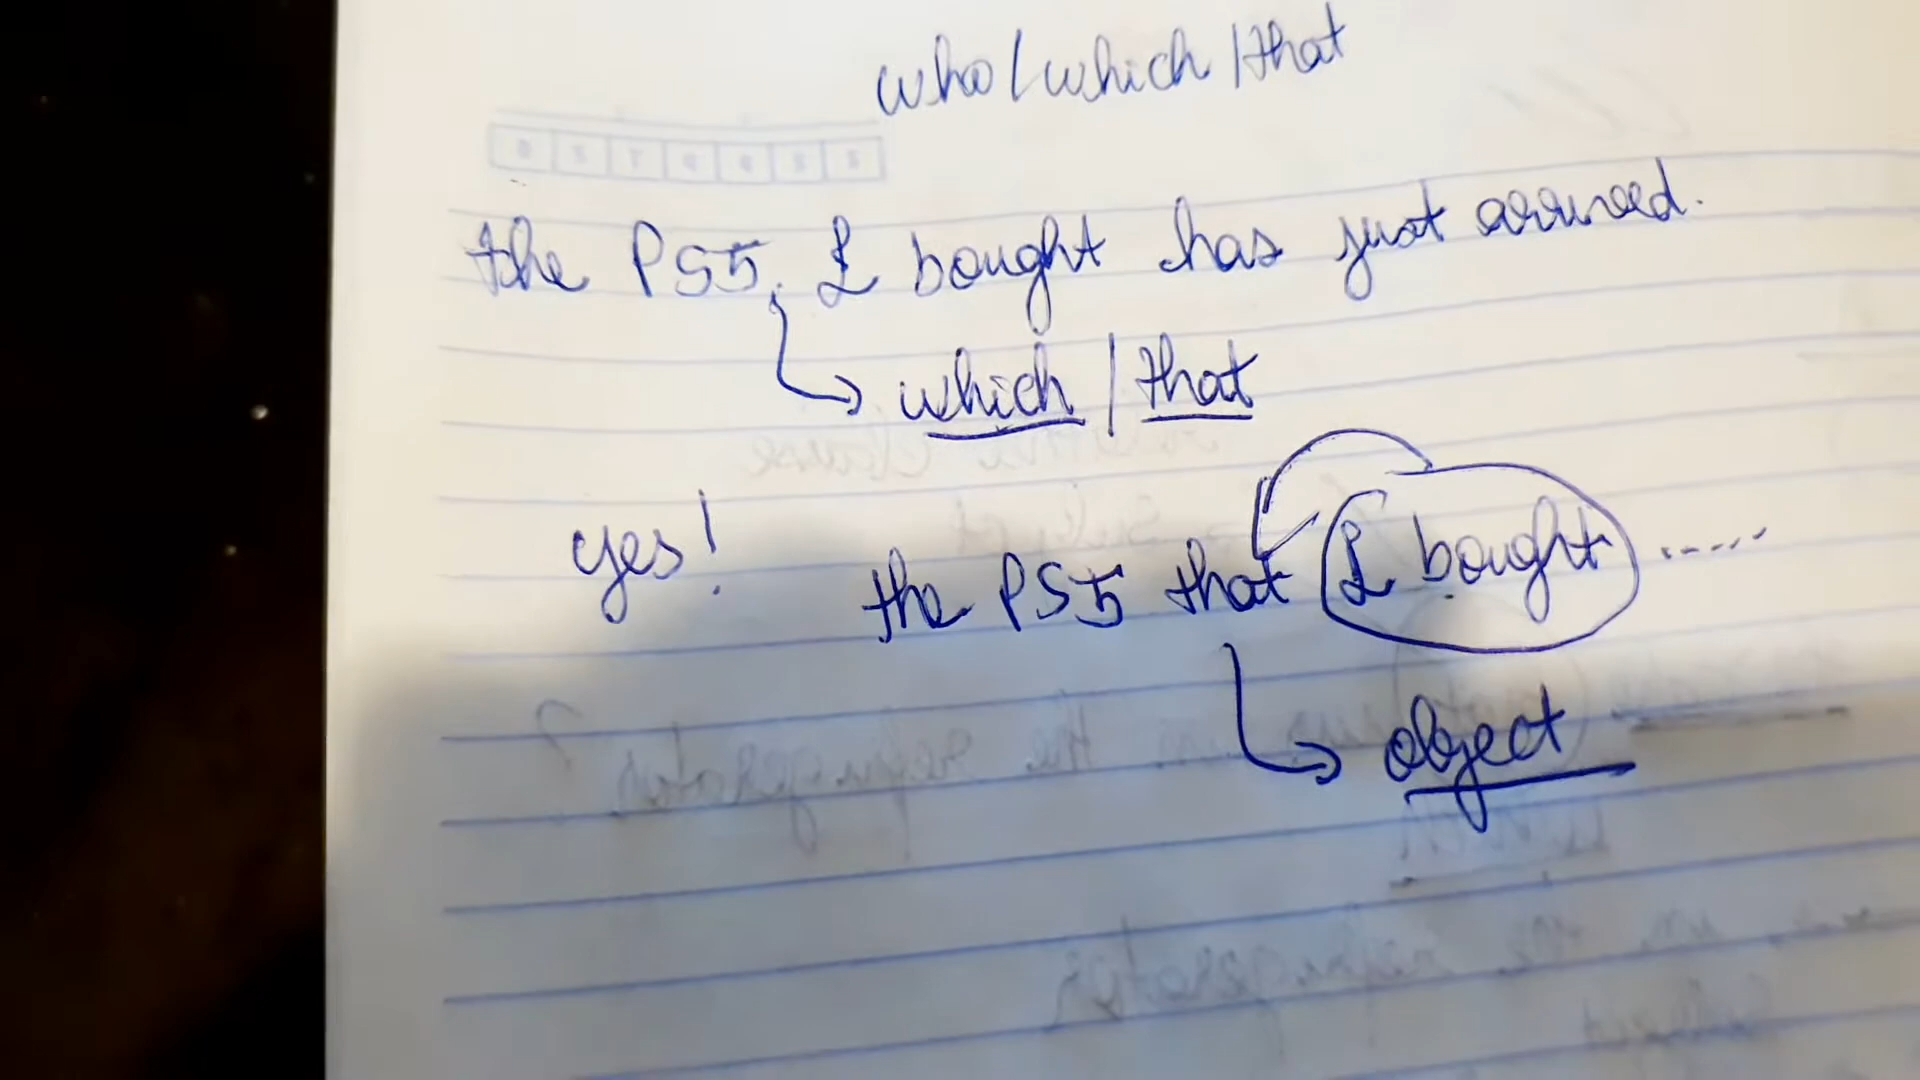 who/which/that
the PS5 I bought has just arrived.
which/that
yes! the PS5 that I bought .....
object